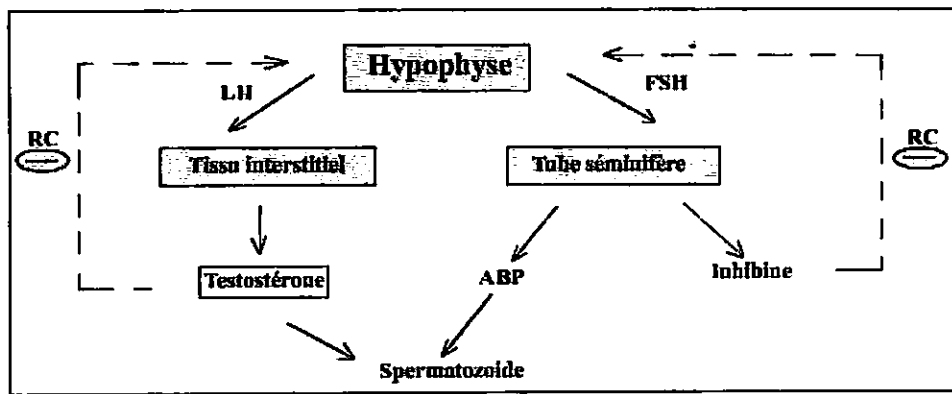 Hypophyse
LH
FSH
RC
RC
Tissu interstitiel
Tube séminifère
Testostérone
ABP
Inhibine
Spermatozoide